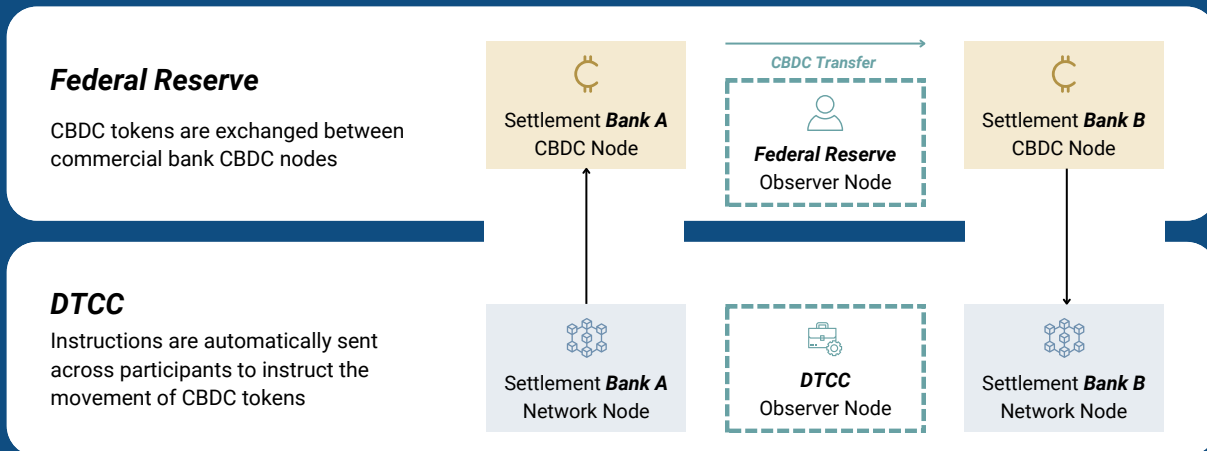 Federal Reserve
CBDC tokens are exchanged between
commercial bank CBDC nodes
Settlement Bank A
CBDC Node
CBDC Transfer
Federal Reserve
Observer Node
Settlement Bank B
CBDC Node
DTCC
Instructions are automatically sent
across participants to instruct the
movement of CBDC tokens
Settlement Bank A
Network Node
DTCC
Observer Node
Settlement Bank B
Network Node